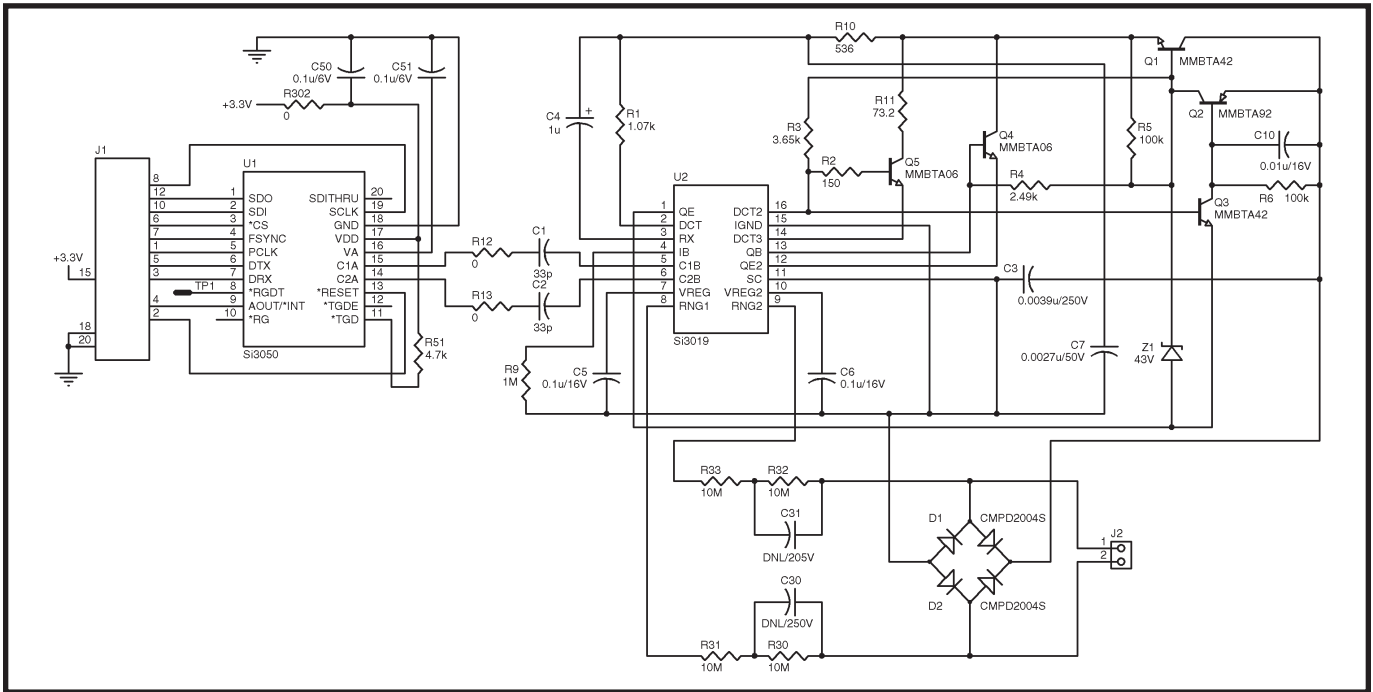 R10
536
C50
0.1u/6V
C51
0.1u/6V
Q1
MMBTA42
+3.3V
R302
0
C4
+
1u
R1
1.07k
R11
73.2
R3
3.65k
R2
150
Q5
MMBTA06
Q4
MMBTA06
R5
100k
Q2
MMBTA92
C10
0.01u/16V
R4
2.49k
R6
100k
Q3
MMBTA42
J1
8
12
10
6
7
1
5
3
4
2
+3.3V
15
18
20
TP1
U1
1 SDO
2 SDI
3 *CS
4 FSYNC
5 PCLK
6 DTX
7 DRX
8 *RGDT
9 AOUT/*INT
10 *RG
SDITHRU 20
SCLK 19
GND 18
VDD 17
VA 16
C1A 15
C2A 14
*RESET 13
*TGDE 12
*TGD 11
Si3050
R51
4.7k
R12
0
C1
33p
R13
0
C2
33p
U2
1 QE
2 DCT
3 RX
4 IB
5 C1B
6 C2B
7 VREG
8 RNG1
DCT2 16
IGND 15
DCT3 14
QB 13
QE2 12
SC 11
VREG2 10
RNG2 9
Si3019
C3
0.0039u/250V
R9
1M
C5
0.1u/16V
C6
0.1u/16V
C7
0.0027u/50V
Z1
43V
R33
10M
R32
10M
C31
DNL/205V
D1
CMPD2004S
J2
1
2
D2
CMPD2004S
C30
DNL/250V
R31
10M
R30
10M